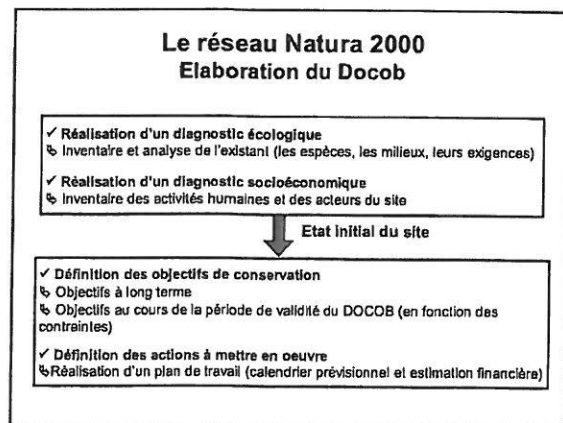 Le réseau Natura 2000
Elaboration du Docob
✓ Réalisation d'un diagnostic écologique
↳ Inventaire et analyse de l'existant (les espèces, les milieux, leurs exigences)
✓ Réalisation d'un diagnostic socioéconomique
↳ Inventaire des activités humaines et des acteurs du site
Etat initial du site
✓ Définition des objectifs de conservation
↳ Objectifs à long terme
↳ Objectifs au cours de la période de validité du DOCOB (en fonction des
contraintes)
✓ Définition des actions à mettre en oeuvre
↳Réalisation d'un plan de travail (calendrier prévisionnel et estimation financière)